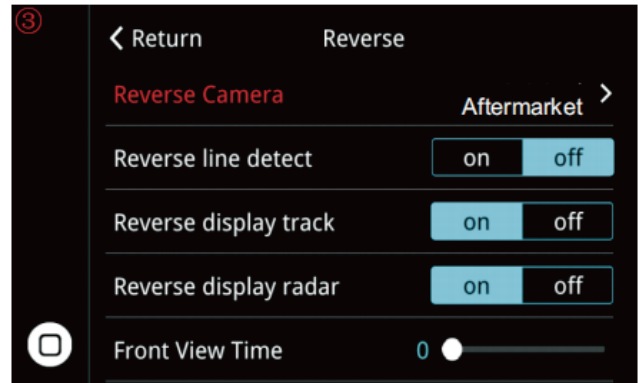 ③
Return Reverse
Reverse Camera Aftermarket
Reverse line detect on off
Reverse display track on off
Reverse display radar on off
Front View Time 0